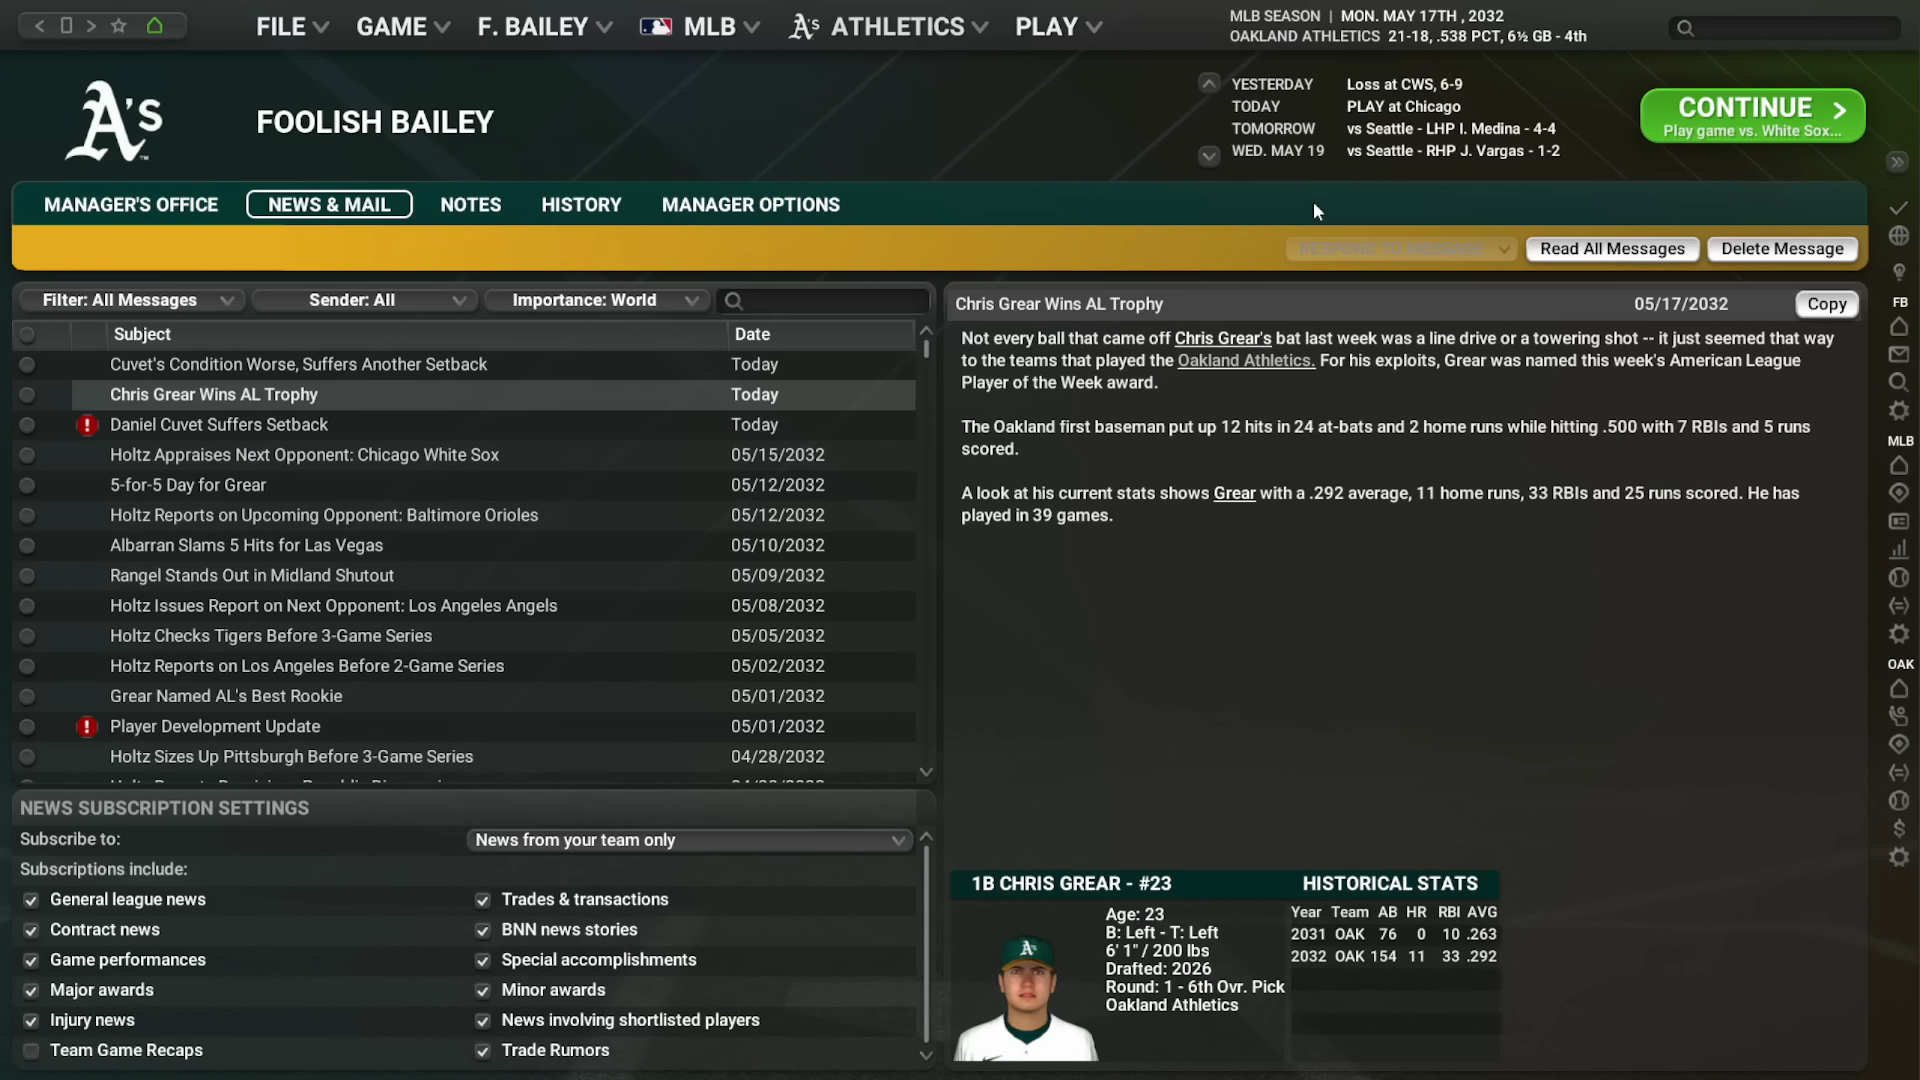 FILE
GAME
F. BAILEY
MLB
A's ATHLETICS
PLAY
MLB SEASON | MON. MAY 17TH , 2032
OAKLAND ATHLETICS 21-18, .538 PCT, 6½ GB - 4th
A's
FOOLISH BAILEY
YESTERDAY Loss at CWS, 6-9
TODAY PLAY at Chicago
TOMORROW vs Seattle - LHP I. Medina - 4-4
WED. MAY 19 vs Seattle - RHP J. Vargas - 1-2
CONTINUE
Play game vs. White Sox...
MANAGER'S OFFICE
NEWS & MAIL
NOTES
HISTORY
MANAGER OPTIONS
RESPOND TO MESSAGE
Read All Messages
Delete Message
Filter: All Messages
Sender: All
Importance: World
Subject Date
Cuvet's Condition Worse, Suffers Another Setback Today
Chris Grear Wins AL Trophy Today
! Daniel Cuvet Suffers Setback Today
Holtz Appraises Next Opponent: Chicago White Sox 05/15/2032
5-for-5 Day for Grear 05/12/2032
Holtz Reports on Upcoming Opponent: Baltimore Orioles 05/12/2032
Albarran Slams 5 Hits for Las Vegas 05/10/2032
Rangel Stands Out in Midland Shutout 05/09/2032
Holtz Issues Report on Next Opponent: Los Angeles Angels 05/08/2032
Holtz Checks Tigers Before 3-Game Series 05/05/2032
Holtz Reports on Los Angeles Before 2-Game Series 05/02/2032
Grear Named AL's Best Rookie 05/01/2032
! Player Development Update 05/01/2032
Holtz Sizes Up Pittsburgh Before 3-Game Series 04/28/2032
NEWS SUBSCRIPTION SETTINGS
Subscribe to: News from your team only
Subscriptions include:
General league news Trades & transactions
Contract news BNN news stories
Game performances Special accomplishments
Major awards Minor awards
Injury news News involving shortlisted players
Team Game Recaps Trade Rumors
Chris Grear Wins AL Trophy 05/17/2032 Copy
Not every ball that came off Chris Grear's bat last week was a line drive or a towering shot -- it just seemed that way
to the teams that played the Oakland Athletics. For his exploits, Grear was named this week's American League
Player of the Week award.
The Oakland first baseman put up 12 hits in 24 at-bats and 2 home runs while hitting .500 with 7 RBIs and 5 runs
scored.
A look at his current stats shows Grear with a .292 average, 11 home runs, 33 RBIs and 25 runs scored. He has
played in 39 games.
1B CHRIS GREAR - #23
Age: 23
B: Left - T: Left
6' 1" / 200 lbs
Drafted: 2026
Round: 1 - 6th Ovr. Pick
Oakland Athletics
HISTORICAL STATS
Year Team AB HR RBI AVG
2031 OAK 76 0 10 .263
2032 OAK 154 11 33 .292
FB
MLB
OAK